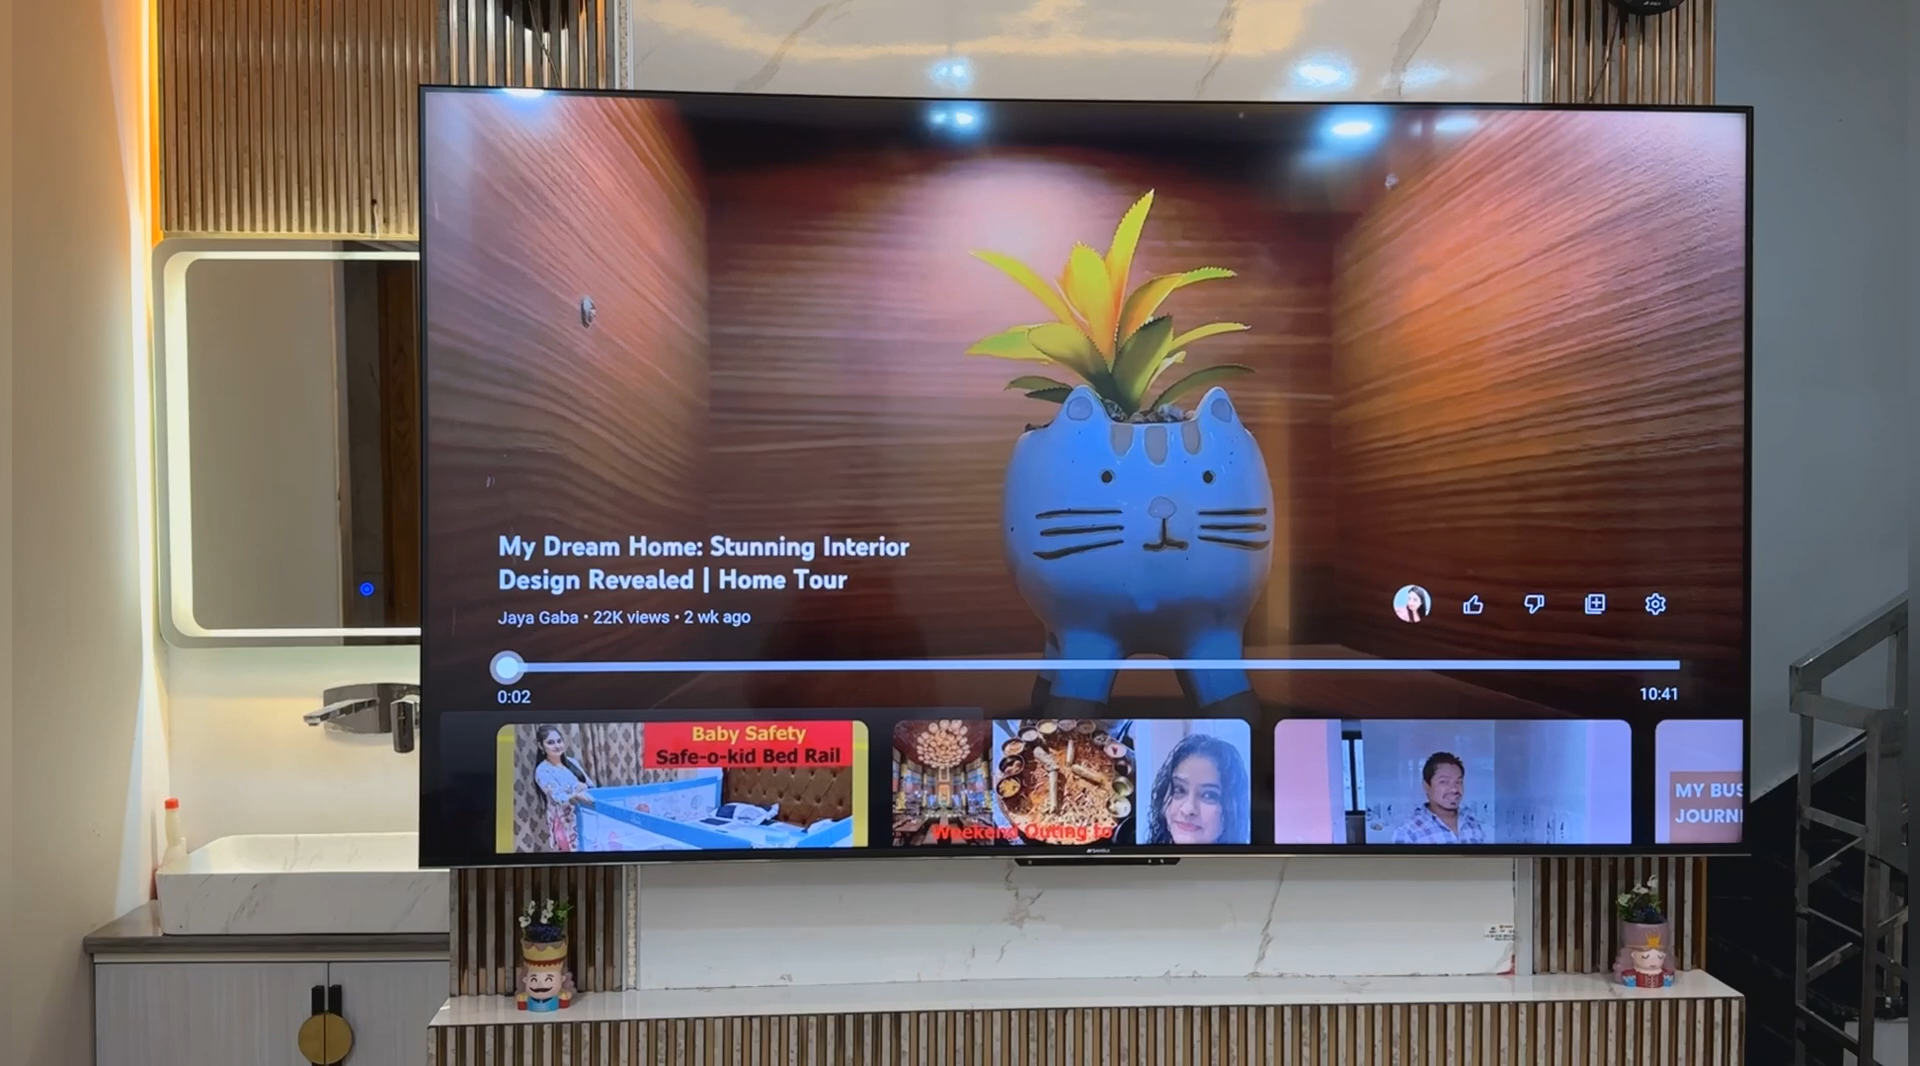 My Dream Home: Stunning Interior
Design Revealed | Home Tour
Jaya Gaba • 22K views • 2 wk ago
0:02
10:41
Baby Safety
Safe-o-kid Bed Rail
Weekend Outing to
MY BUS
JOURN